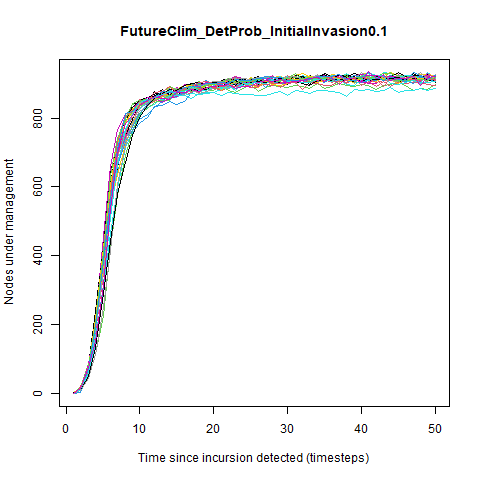 FutureClim_DetProb_InitialInvasion0.1
Nodes under management
800
600
400
200
0
0 10 20 30 40 50
Time since incursion detected (timesteps)